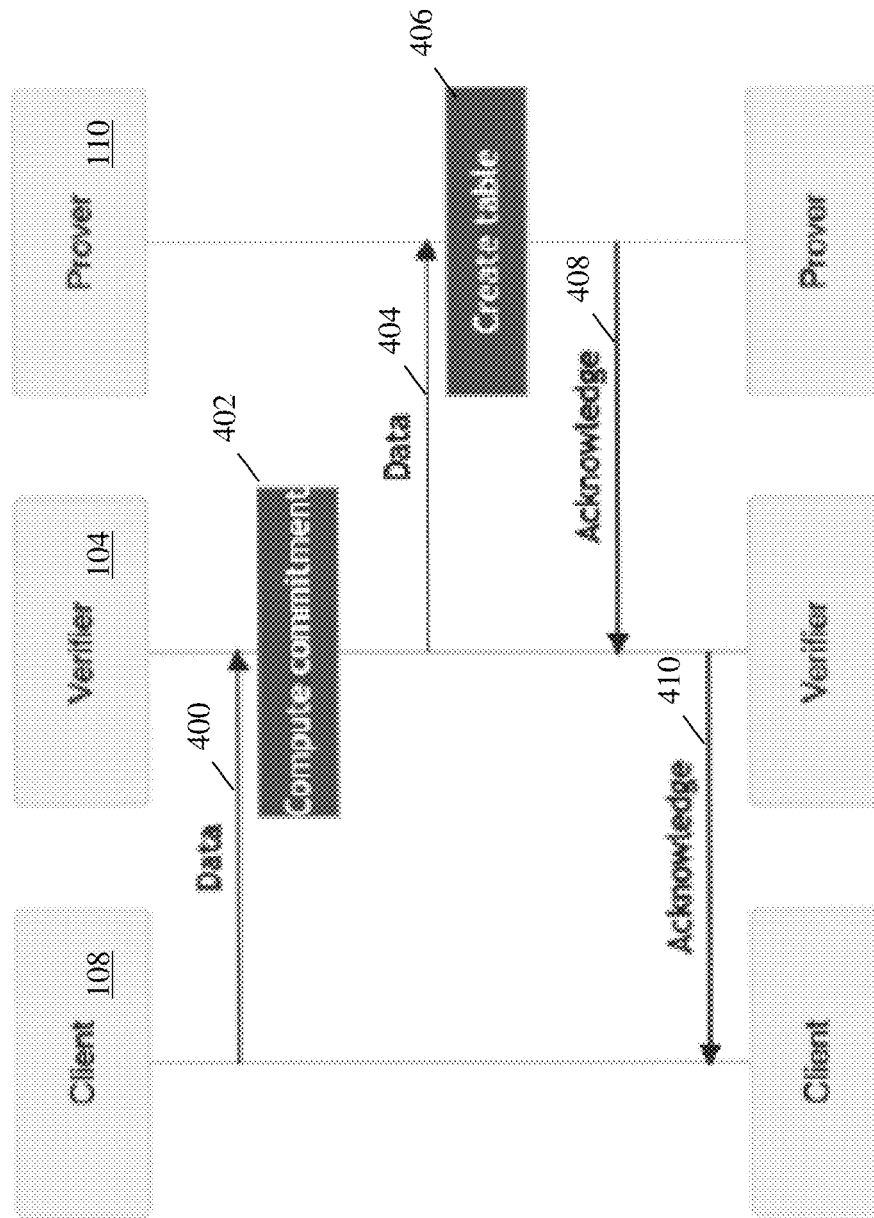 Client 108
Verifier 104
Prover 110
Data 400
Compute commitment 402
Data 404
Create table 406
Acknowledge 408
Acknowledge 410
Client
Verifier
Prover